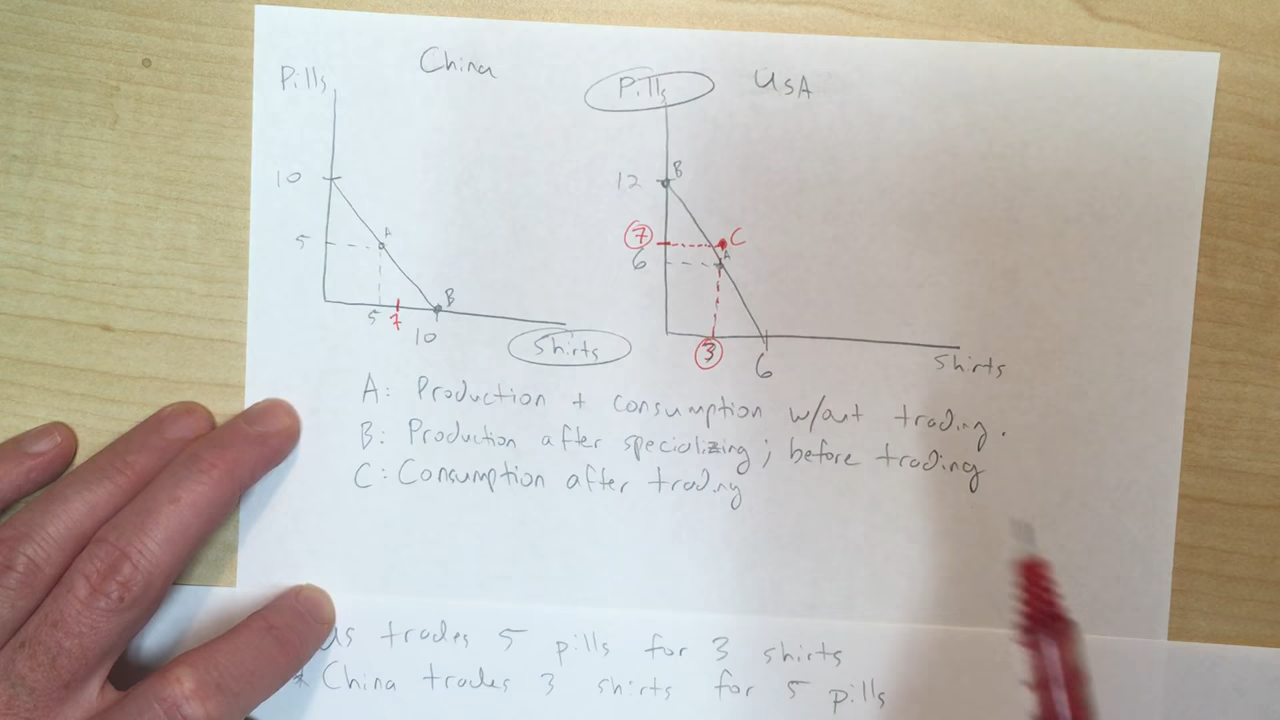 China
Pills
10
5
A
B
5
7
10
Shirts
USA
Pills
12
B
7
C
6
A
3
6
Shirts
A: Production + consumption w/out trading.
B: Production after specializing; before trading
C: Consumption after trading
us trades 5 pills for 3 shirts
* China trades 3 shirts for 5 pills